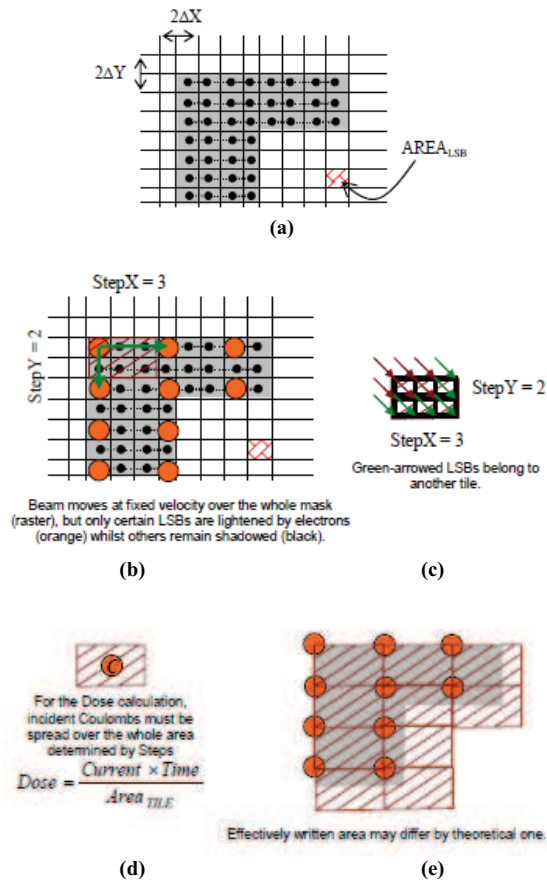 2ΔX
2ΔY
AREA_LSB
(a)
StepX = 3
StepY = 2
StepY = 2
StepX = 3
Green-arrowed LSBs belong to
another tile.
Beam moves at fixed velocity over the whole mask
(raster), but only certain LSBs are lightened by electrons
(orange) whilst others remain shadowed (black).
(b)
(c)
C
For the Dose calculation,
incident Coulombs must be
spread over the whole area
determined by Steps
Dose = Current × Time / Area_TILE
Effectively written area may differ by theoretical one.
(d)
(e)